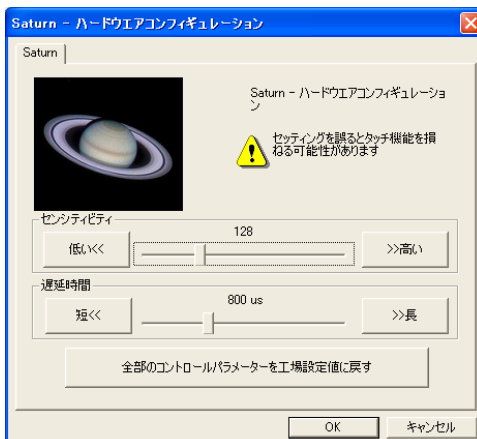 Saturn - ハードウエアコンフィギュレーション
Saturn
Saturn - ハードウエアコンフィギュレーショ
ン
セッティングを誤るとタッチ機能を損
ねる可能性があります
センシティビティ
128
低い<<
>>高い
遅延時間
800 us
短<<
>>長
全部のコントロールパラメーターを工場設定値に戻す
OK
キャンセル